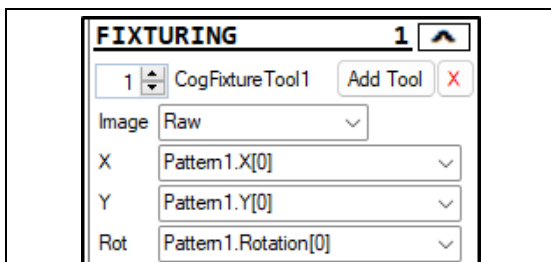 FIXTURING 1
1 CogFixtureTool1 Add Tool X
Image Raw
X Pattern1.X[0]
Y Pattern1.Y[0]
Rot Pattern1.Rotation[0]